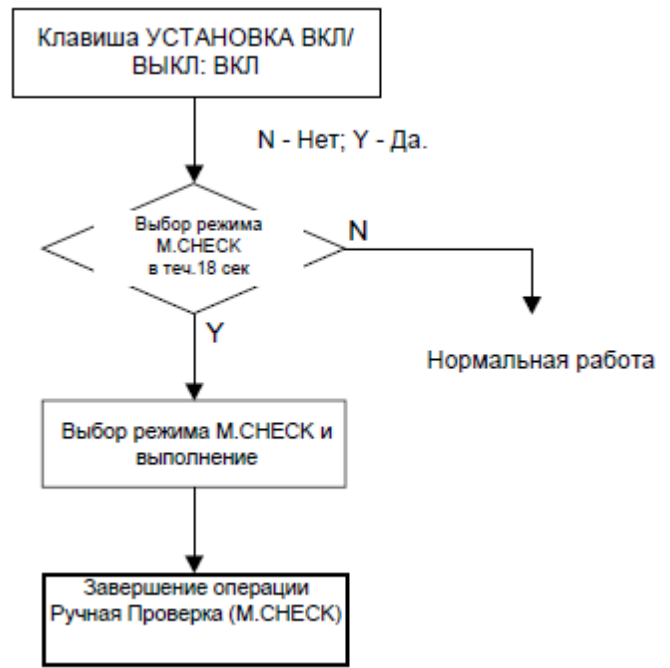 Клавиша УСТАНОВКА ВКЛ/
ВЫКЛ: ВКЛ
N - Нет; Y - Да.
Выбор режима
M.CHECK
в теч.18 сек
N
Y
Нормальная работа
Выбор режима M.CHECK и
выполнение
Завершение операции
Ручная Проверка (M.CHECK)